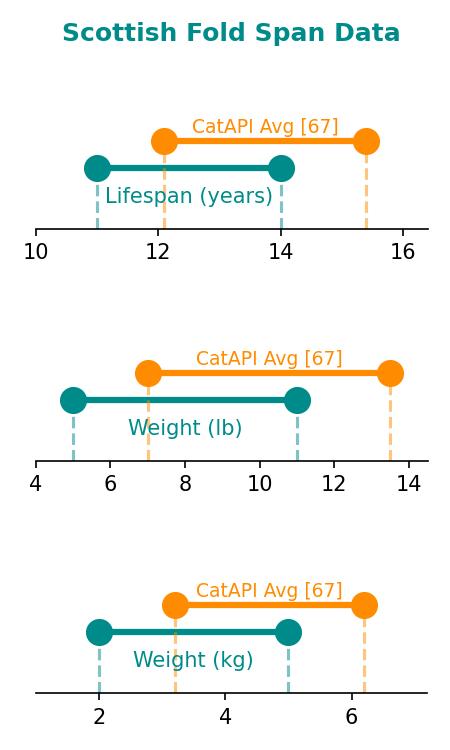 Scottish Fold Span Data
CatAPI Avg [67]
Lifespan (years)
10 12 14 16
CatAPI Avg [67]
Weight (lb)
4 6 8 10 12 14
CatAPI Avg [67]
Weight (kg)
2 4 6